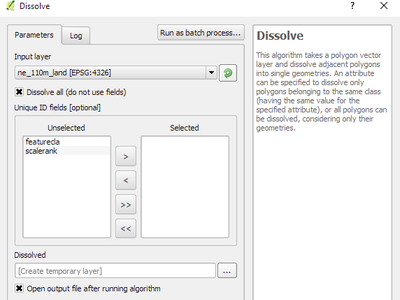 Dissolve
Parameters
Log
Run as batch process...
Input layer
ne_110m_land [EPSG:4326]
Dissolve all (do not use fields)
Unique ID fields [optional]
Unselected
Selected
featurecla
scalerank
>
<
>>
<<
Dissolved
[Create temporary layer]
...
Open output file after running algorithm
Dissolve
This algorithm takes a polygon vector
layer and dissolve adjacent polygons
into single geometries. An attribute
can be specified to dissolve only
polygons belonging to the same class
(having the same value for the
specified attribute), or all polygons can
be dissolved, considering only their
geometries.